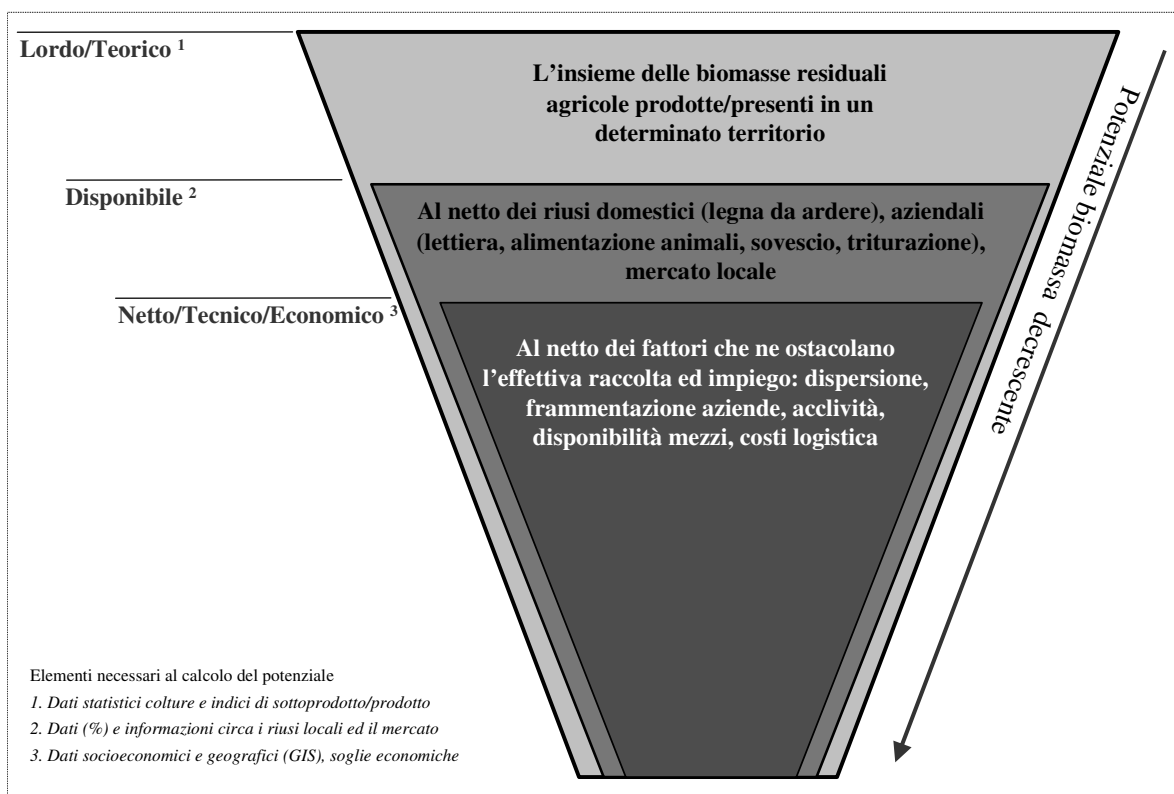 Lordo/Teorico ¹
L'insieme delle biomasse residuali
agricole prodotte/presenti in un
determinato territorio
Disponibile ²
Al netto dei riusi domestici (legna da ardere), aziendali
(lettiera, alimentazione animali, sovescio, triturazione),
mercato locale
Netto/Tecnico/Economico ³
Al netto dei fattori che ne ostacolano
l'effettiva raccolta ed impiego: dispersione,
frammentazione aziende, acclività,
disponibilità mezzi, costi logistica
Potenziale biomassa decrescente
Elementi necessari al calcolo del potenziale
1. Dati statistici colture e indici di sottoprodotto/prodotto
2. Dati (%) e informazioni circa i riusi locali ed il mercato
3. Dati socioeconomici e geografici (GIS), soglie economiche